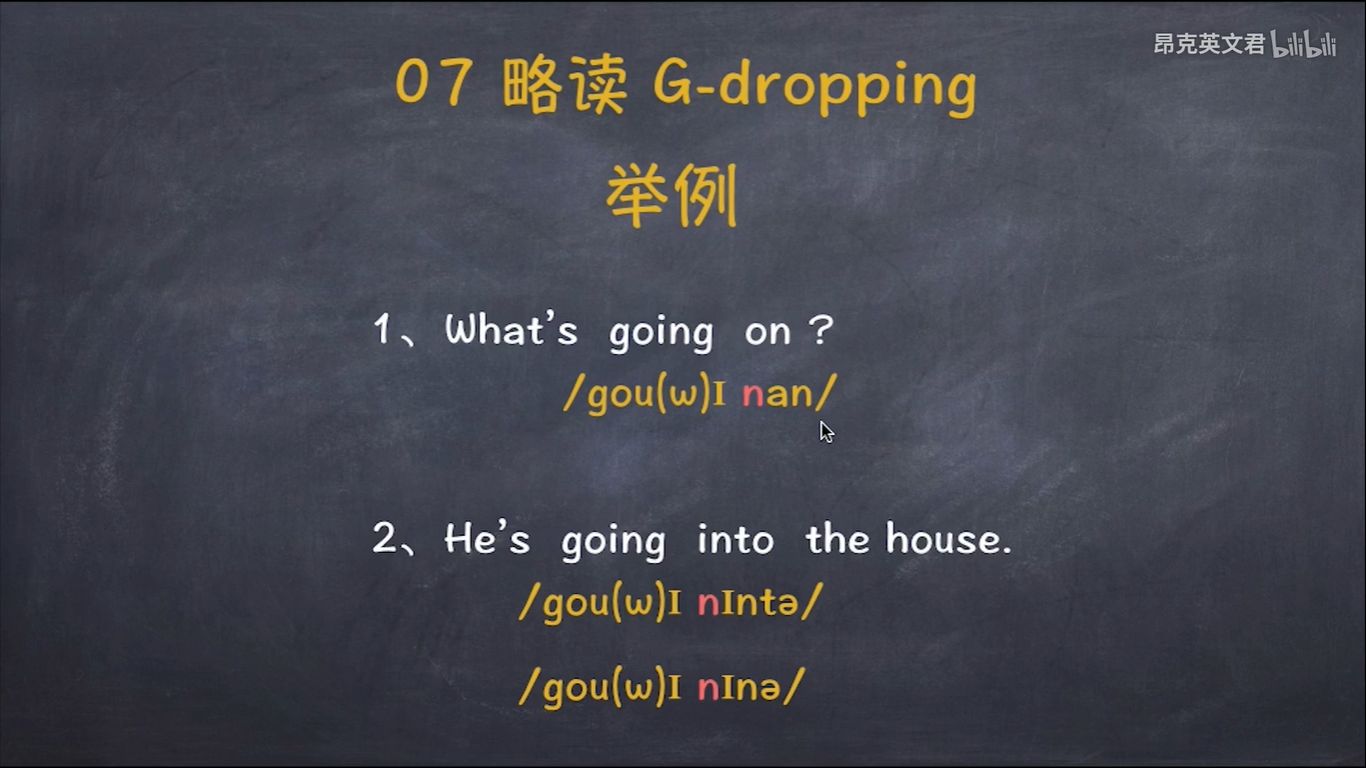 昂克英文君 bilibili
07 略读 G-dropping
举例
1、What's going on ?
/gou(w)I nan/
2、He's going into the house.
/gou(w)I nIntə/
/gou(w)I nInə/